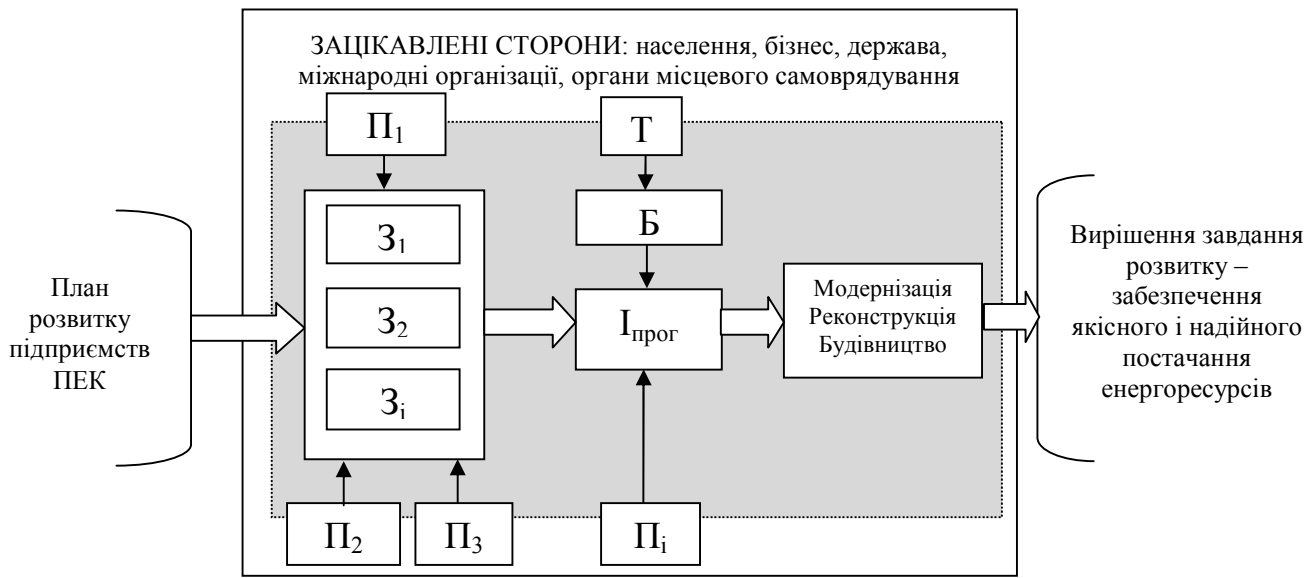 ЗАЦІКАВЛЕНІ СТОРОНИ: населення, бізнес, держава,
міжнародні організації, органи місцевого самоврядування
П₁
Т
Б
З₁
З₂
Зᵢ
План
розвитку
підприємств
ПЕК
Іпрог
Модернізація
Реконструкція
Будівництво
Вирішення завдання
розвитку –
забезпечення
якісного і надійного
постачання
енергоресурсів
П₂
П₃
Пᵢ